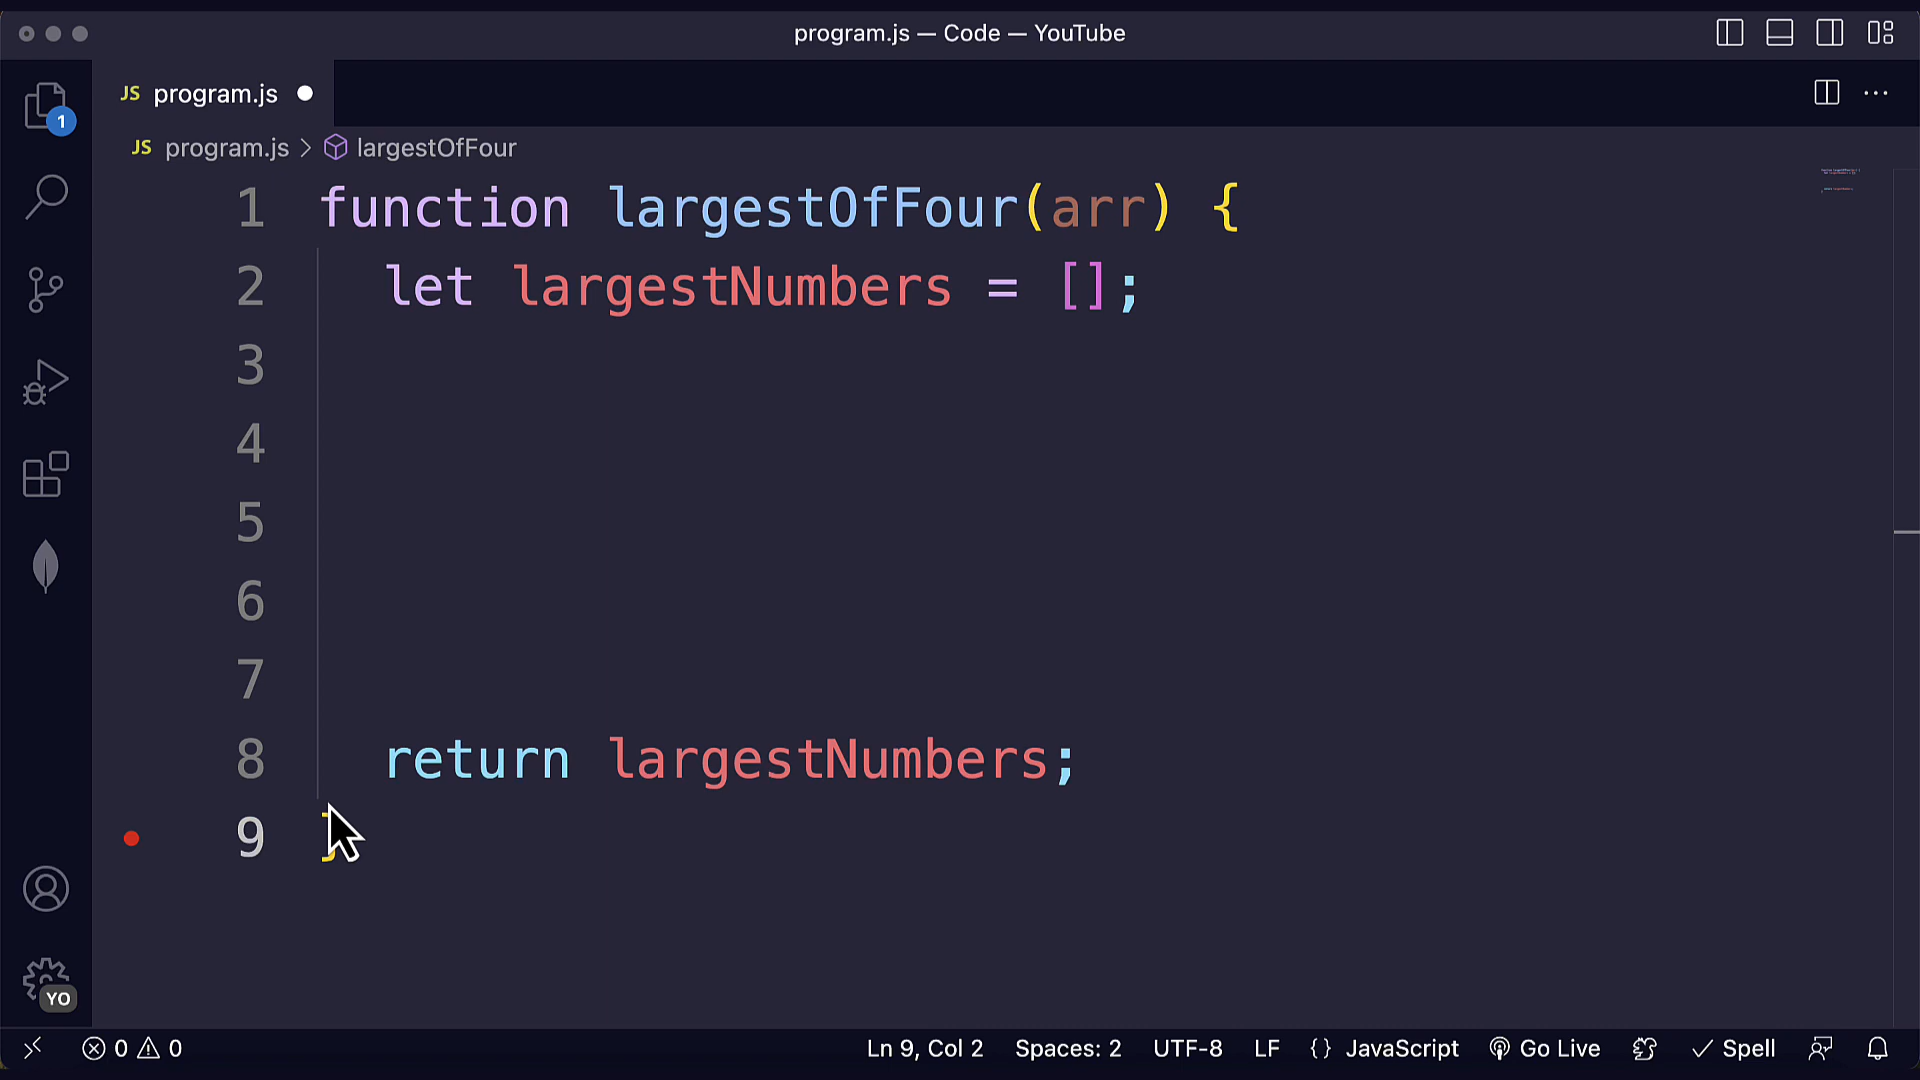 program.js — Code — YouTube
JS program.js
1
JS program.js > largestOfFour
1 function largestOfFour(arr) {
2 let largestNumbers = [];
3
4
5
6
7
8 return largestNumbers;
9 }
YO
0 0 Ln 9, Col 2 Spaces: 2 UTF-8 LF {} JavaScript Go Live Spell